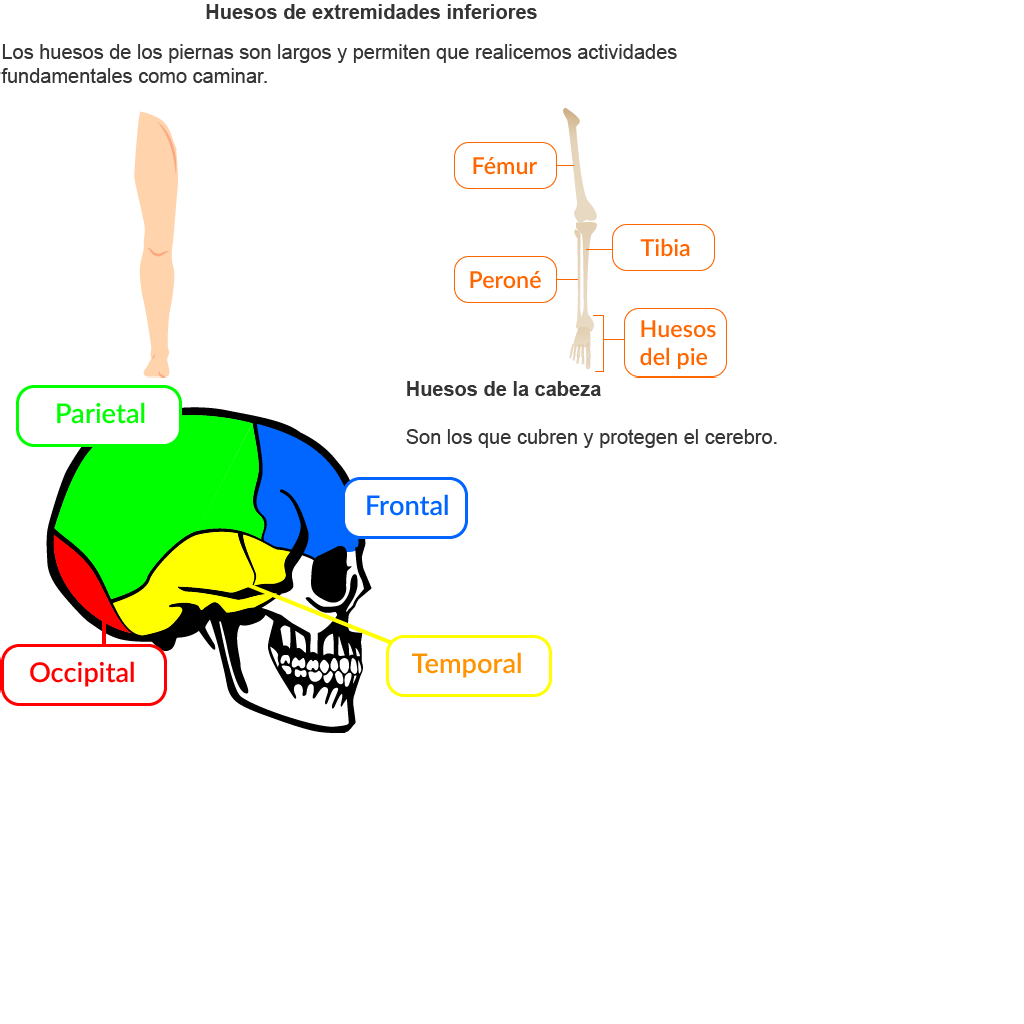 Huesos de extremidades inferiores
Los huesos de los piernas son largos y permiten que realicemos actividades
fundamentales como caminar.
Fémur
Tibia
Peroné
Huesos
del pie
Huesos de la cabeza
Parietal
Son los que cubren y protegen el cerebro.
Frontal
Temporal
Occipital